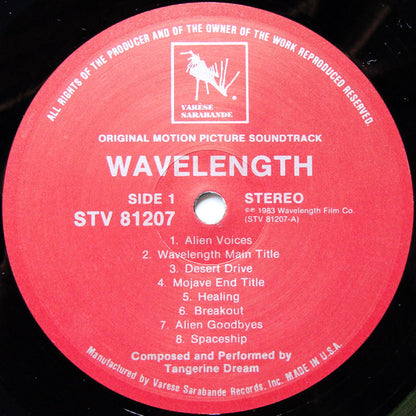 ALL RIGHTS OF THE PRODUCER AND OF THE OWNER OF THE WORK REPRODUCED RESERVED.
VARÈSE
SARABANDE
ORIGINAL MOTION PICTURE SOUNDTRACK
WAVELENGTH
SIDE 1
STV 81207
STEREO
℗© 1983 Wavelength Film Co.
(STV 81207-A)
1. Alien Voices
2. Wavelength Main Title
3. Desert Drive
4. Mojave End Title
5. Healing
6. Breakout
7. Alien Goodbyes
8. Spaceship
Composed and Performed by
Tangerine Dream
Manufactured by Varese Sarabande Records, Inc. MADE IN U.S.A.